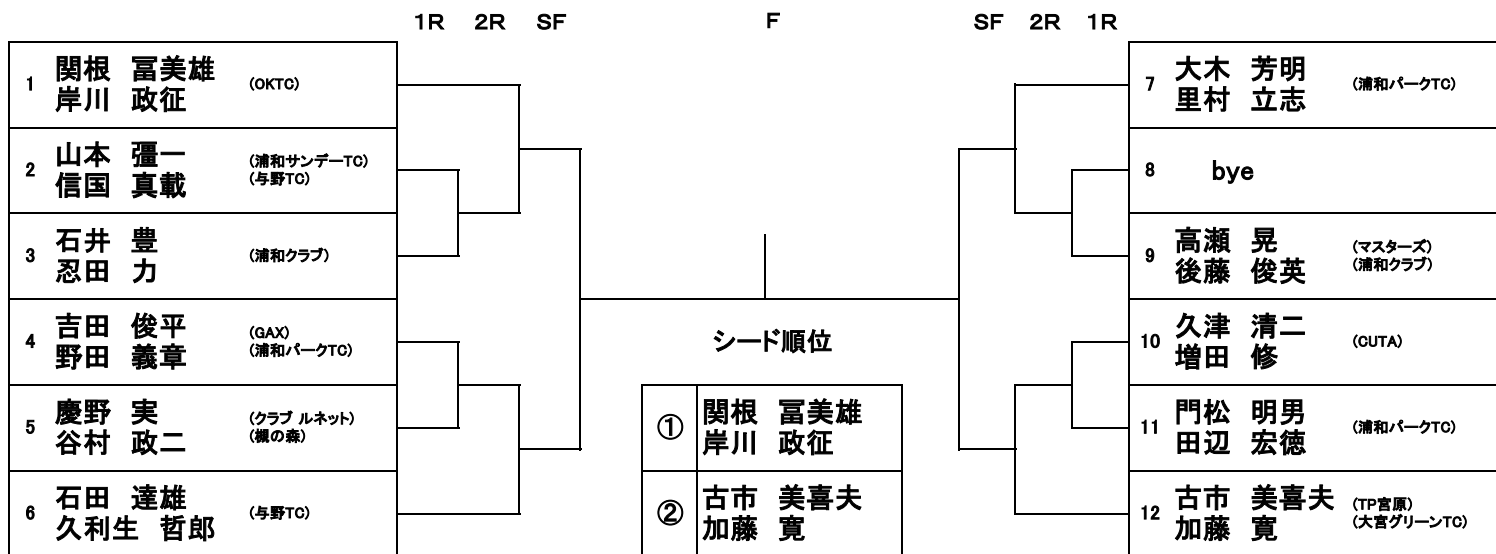 1R 2R SF F SF 2R 1R
1 関根 冨美雄 (OKTC)
岸川 政征
2 山本 彊一 (浦和サンデーTC)
信国 真載 (与野TC)
3 石井 豊 (浦和クラブ)
忍田 力
4 吉田 俊平 (GAX)
野田 義章 (浦和パークTC)
5 慶野 実 (クラブ ルネット)
谷村 政二 (槻の森)
6 石田 達雄 (与野TC)
久利生 哲郎
シード順位
① 関根 冨美雄
岸川 政征
② 古市 美喜夫
加藤 寛
7 大木 芳明 (浦和パークTC)
里村 立志
8 bye
9 高瀬 晃 (マスターズ)
後藤 俊英 (浦和クラブ)
10 久津 清二 (CUTA)
増田 修
11 門松 明男 (浦和パークTC)
田辺 宏徳
12 古市 美喜夫 (TP宮原)
加藤 寛 (大宮グリーンTC)